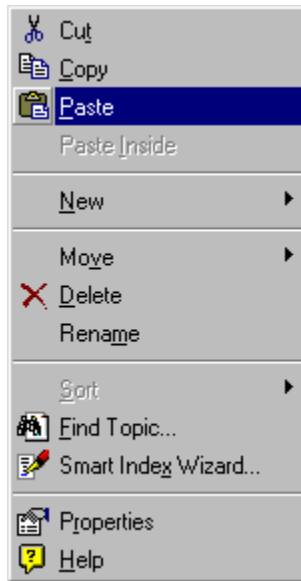 Cut
Copy
Paste
Paste Inside
New
Move
Delete
Rename
Sort
Find Topic...
Smart Index Wizard...
Properties
Help